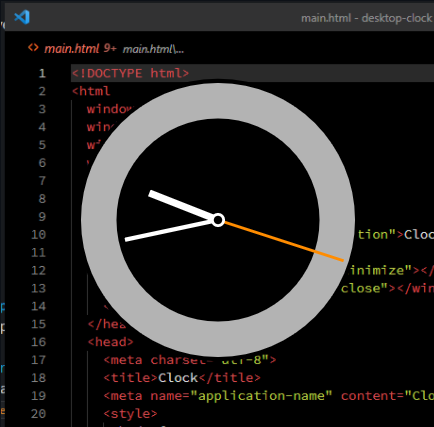 main.html - desktop-clock
<> main.html 9+ main.html\...
1 <!DOCTYPE html>
2 <html
3 window
4 win
5
6
7
8
9
10 tion">Cloc
11
12 inimize"></
13 close"></win
14 <
15 </hea
16 <head>
17 <meta charset="utf-8">
18 <title>Clock</title>
19 <meta name="application-name" content="Clo
20 <style>